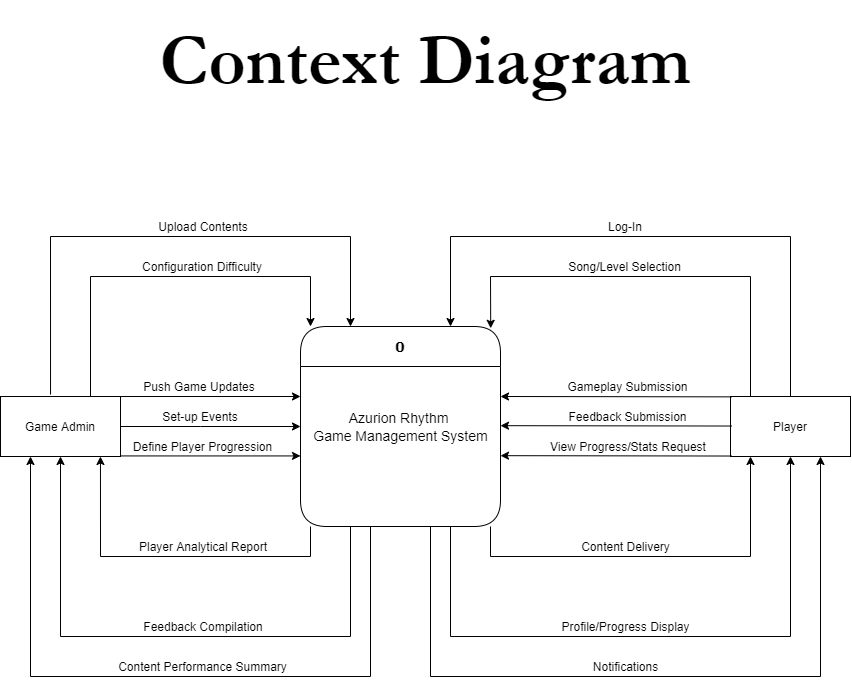 Context Diagram
Upload Contents
Log-In
Configuration Difficulty
Song/Level Selection
0
Push Game Updates
Gameplay Submission
Set-up Events
Azurion Rhythm
Game Management System
Feedback Submission
Game Admin
Player
Define Player Progression
View Progress/Stats Request
Player Analytical Report
Content Delivery
Feedback Compilation
Profile/Progress Display
Content Performance Summary
Notifications